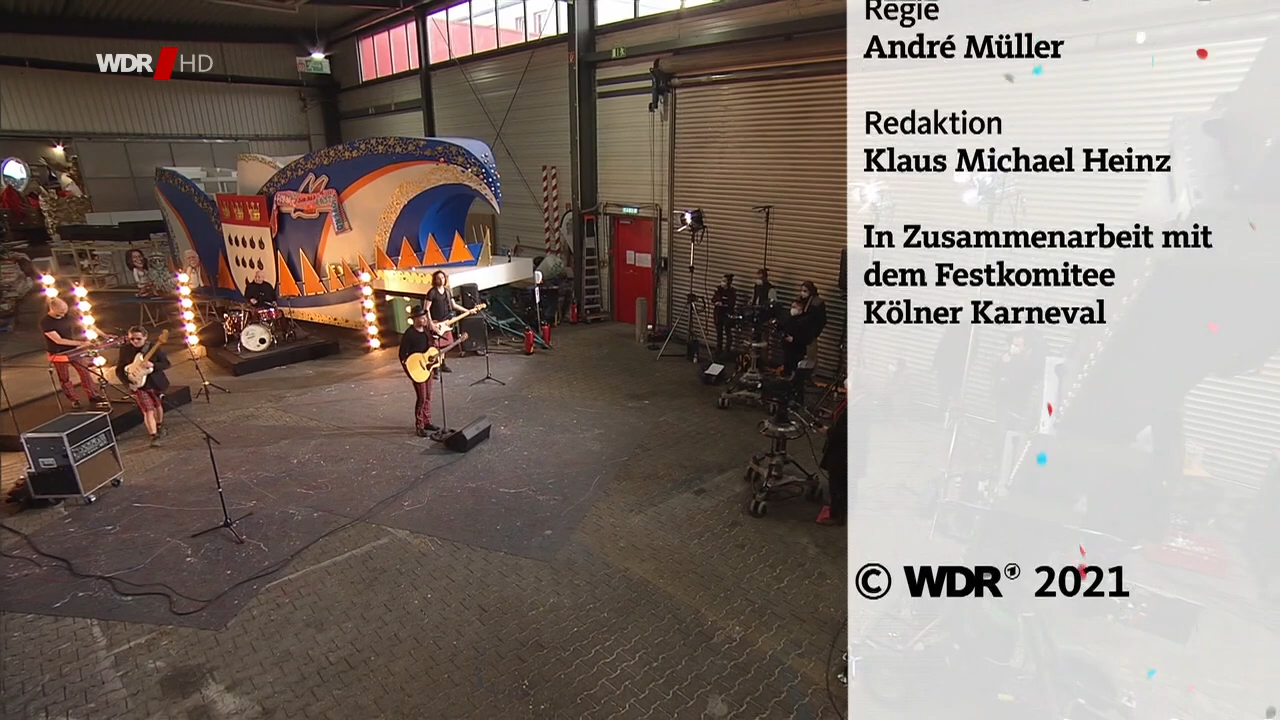 WDR HD
Regie
André Müller
Redaktion
Klaus Michael Heinz
In Zusammenarbeit mit
dem Festkomitee
Kölner Karneval
© WDR 2021